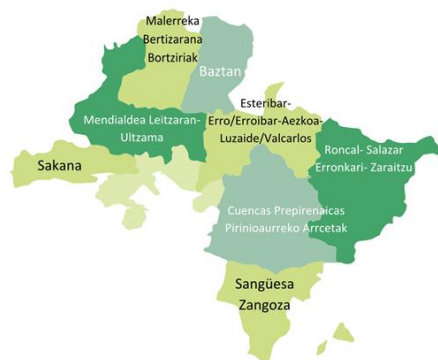 Malerreka
Bertizarana
Bortziriak
Baztan
Mendialdea Leitzaran-
Ultzama
Esteribar-
Erro/Erroibar-Aezkoa-
Luzaide/Valcarlos
Roncal- Salazar
Erronkari- Zaraitzu
Sakana
Cuencas Prepirenaicas
Pirinioaurreko Arrcetak
Sangüesa
Zangoza